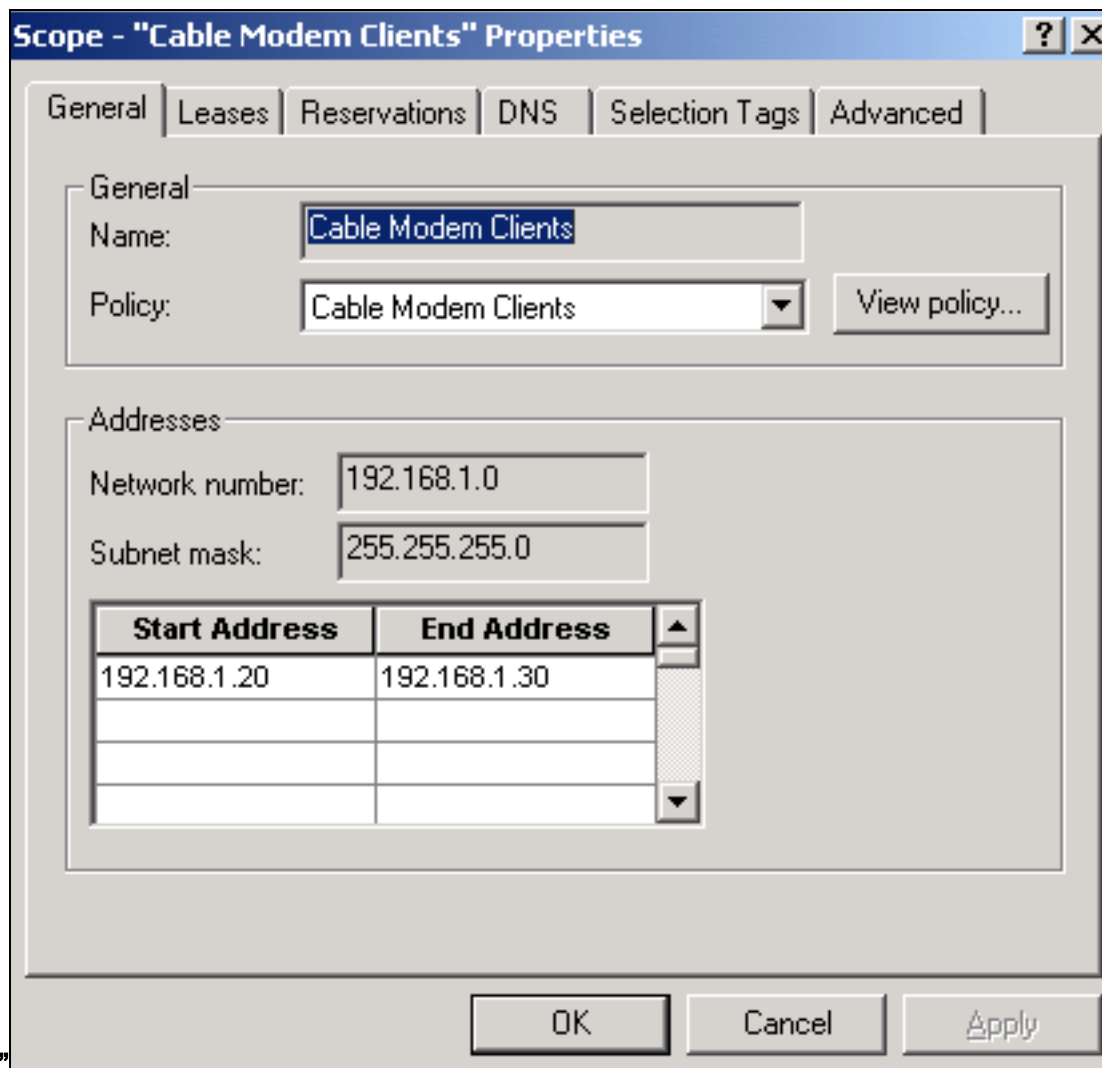 Scope - "Cable Modem Clients" Properties ? ×
General Leases Reservations DNS Selection Tags Advanced
General
Name: Cable Modem Clients
Policy: Cable Modem Clients View policy...
Addresses
Network number: 192.168.1.0
Subnet mask: 255.255.255.0
Start Address End Address
192.168.1.20 192.168.1.30
OK Cancel Apply
”